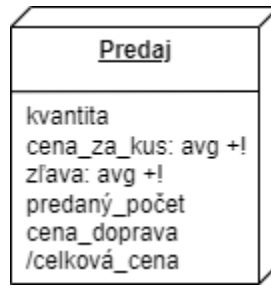 Predaj
kvantita
cena_za_kus: avg +!
zľava: avg +!
predaný_počet
cena_doprava
/celková_cena